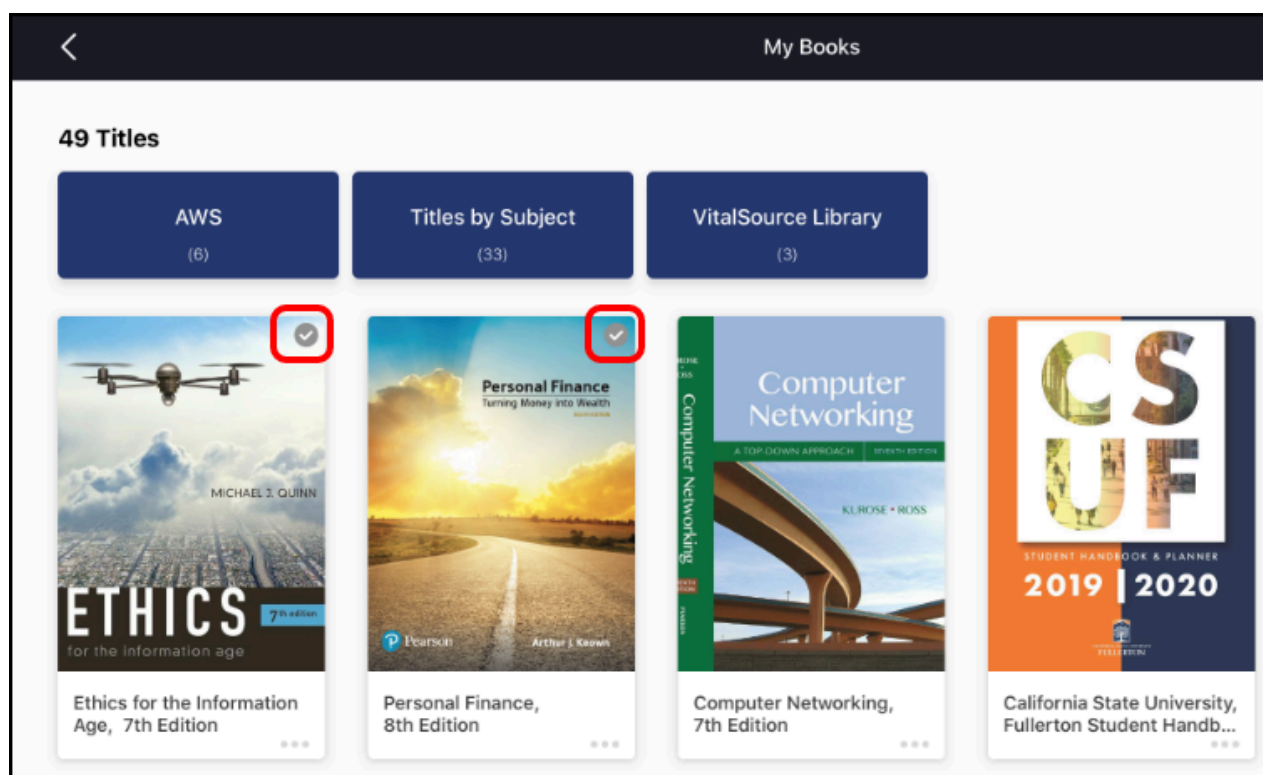 My Books
49 Titles
AWS
(6)
Titles by Subject
(33)
VitalSource Library
(3)
MICHAEL J. QUINN
ETHICS
7th edition
for the information age
Ethics for the Information
Age, 7th Edition
Personal Finance
Turning Money into Wealth
Pearson
Arthur J. Keown
Personal Finance,
8th Edition
Computer Networking
Computer
Networking
A TOP-DOWN APPROACH
SEVENTH EDITION
KUROSE • ROSS
Computer Networking,
7th Edition
CS
UF
STUDENT HANDBOOK & PLANNER
2019 | 2020
FULLERTON
California State University,
Fullerton Student Handb...